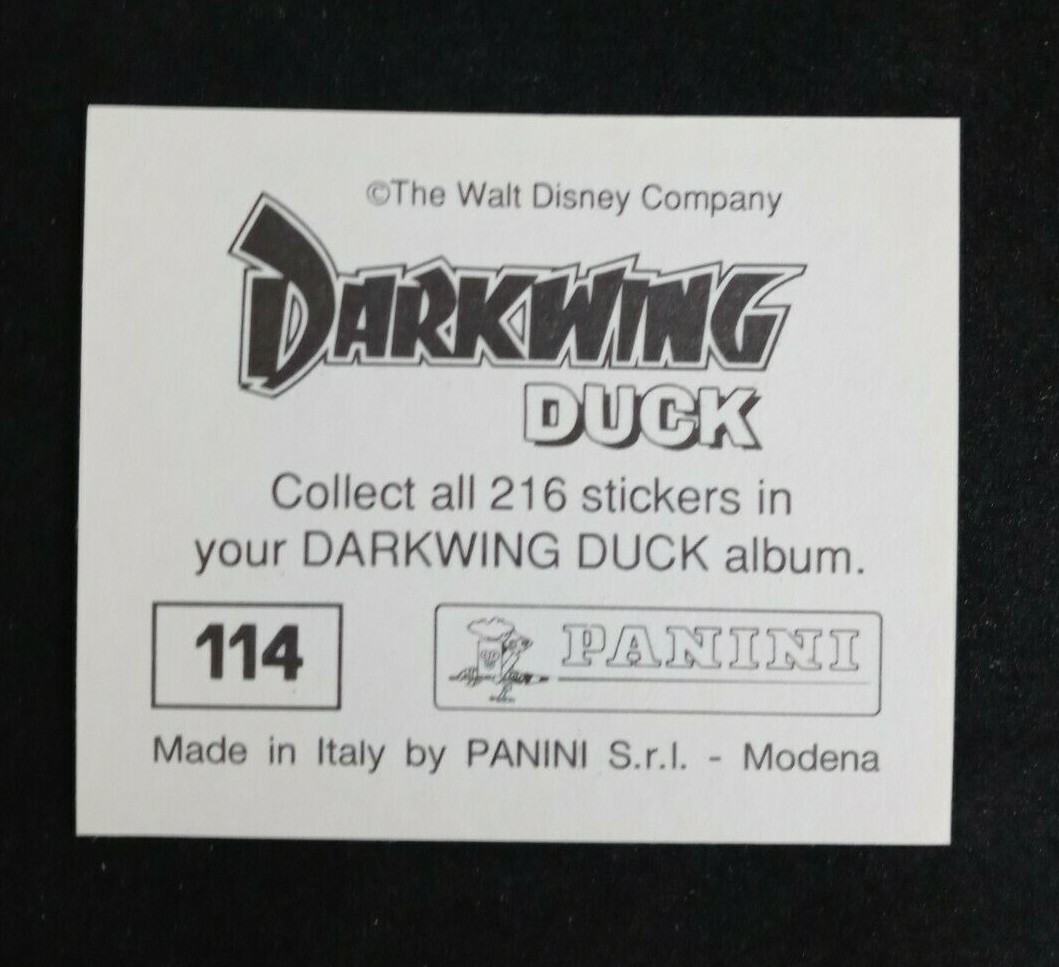 ©The Walt Disney Company
DARKWING
DUCK
Collect all 216 stickers in
your DARKWING DUCK album.
114
PANINI
Made in Italy by PANINI S.r.l. - Modena